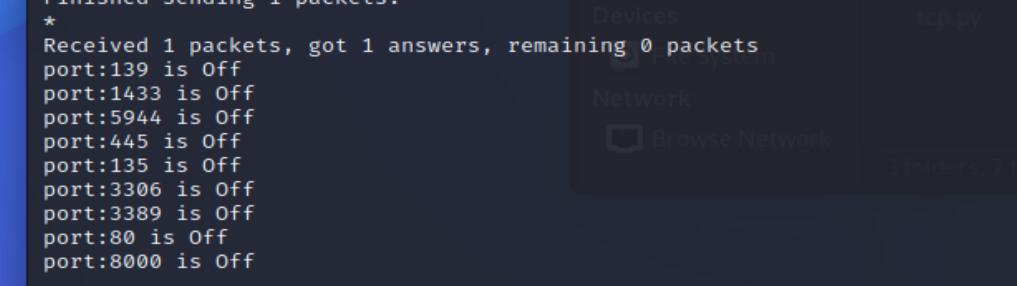 Finished sending 1 packets.
*
Received 1 packets, got 1 answers, remaining 0 packets
port:139 is Off
port:1433 is Off
port:5944 is Off
port:445 is Off
port:135 is Off
port:3306 is Off
port:3389 is Off
port:80 is Off
port:8000 is Off
Devices
File System
Network
Browse Network
tcp.py
3 folders, 7